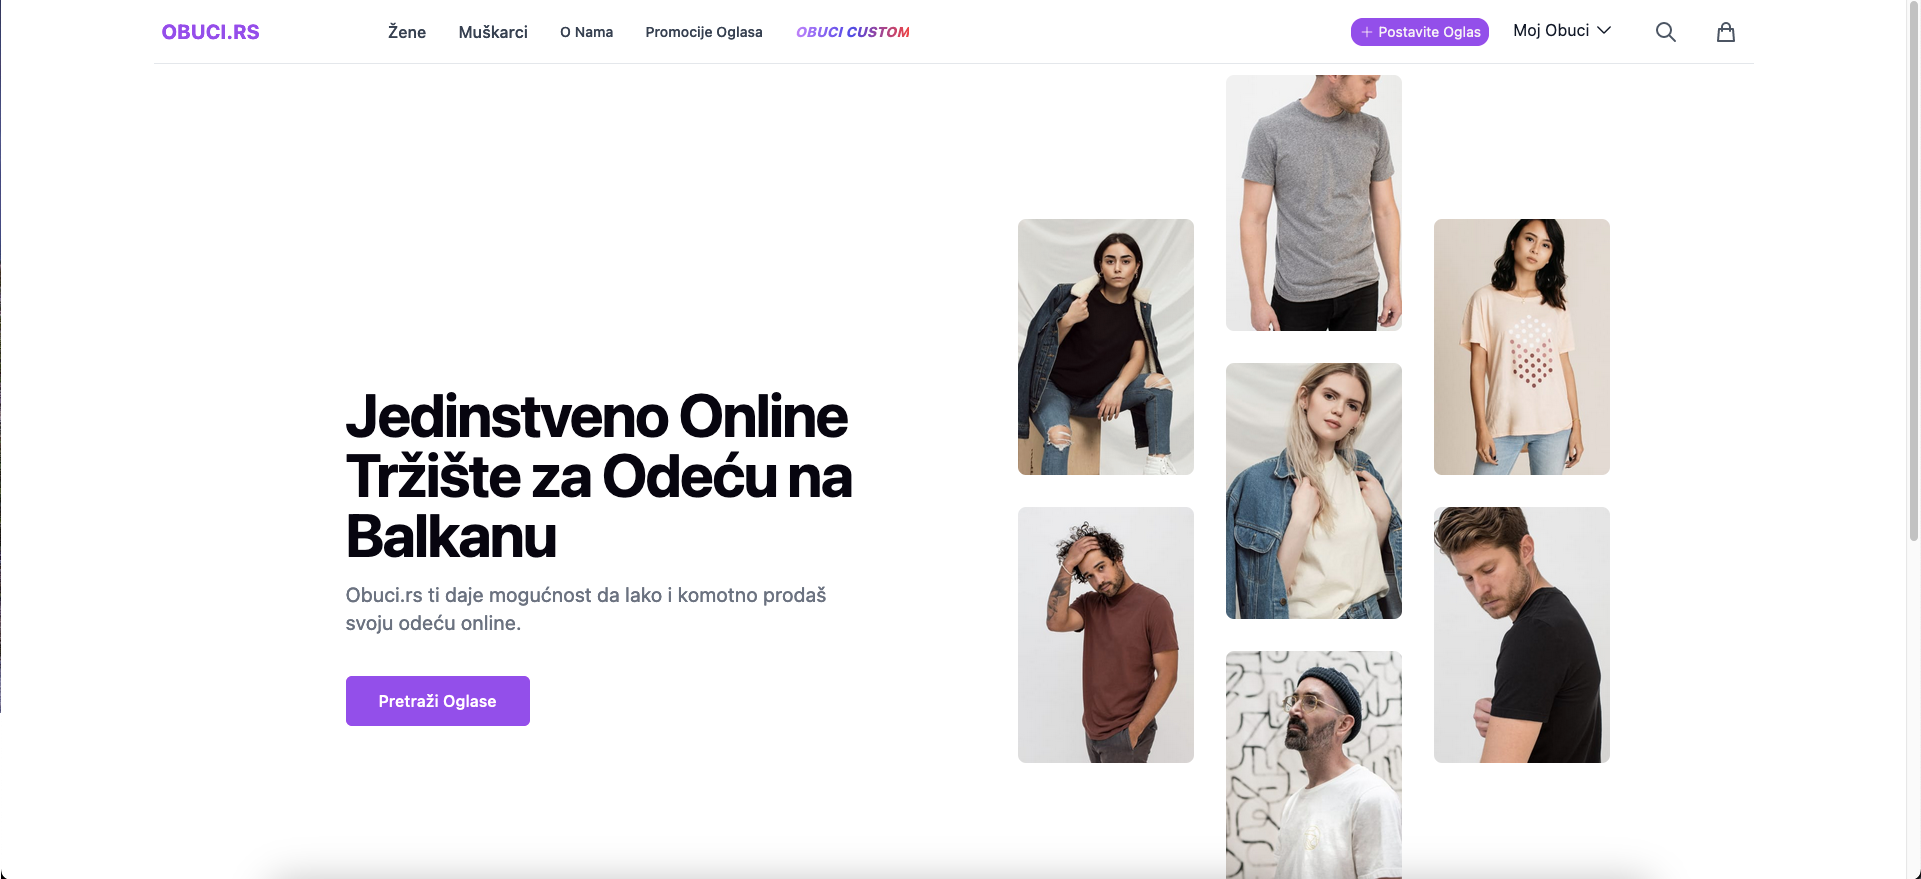 OBUCI.RS
Žene
Muškarci
O Nama
Promocije Oglasa
OBUCI CUSTOM
+ Postavite Oglas
Moj Obuci
Jedinstveno Online
Tržište za Odeću na
Balkanu
Obuci.rs ti daje mogućnost da lako i komotno prodaš
svoju odeću online.
Pretraži Oglase